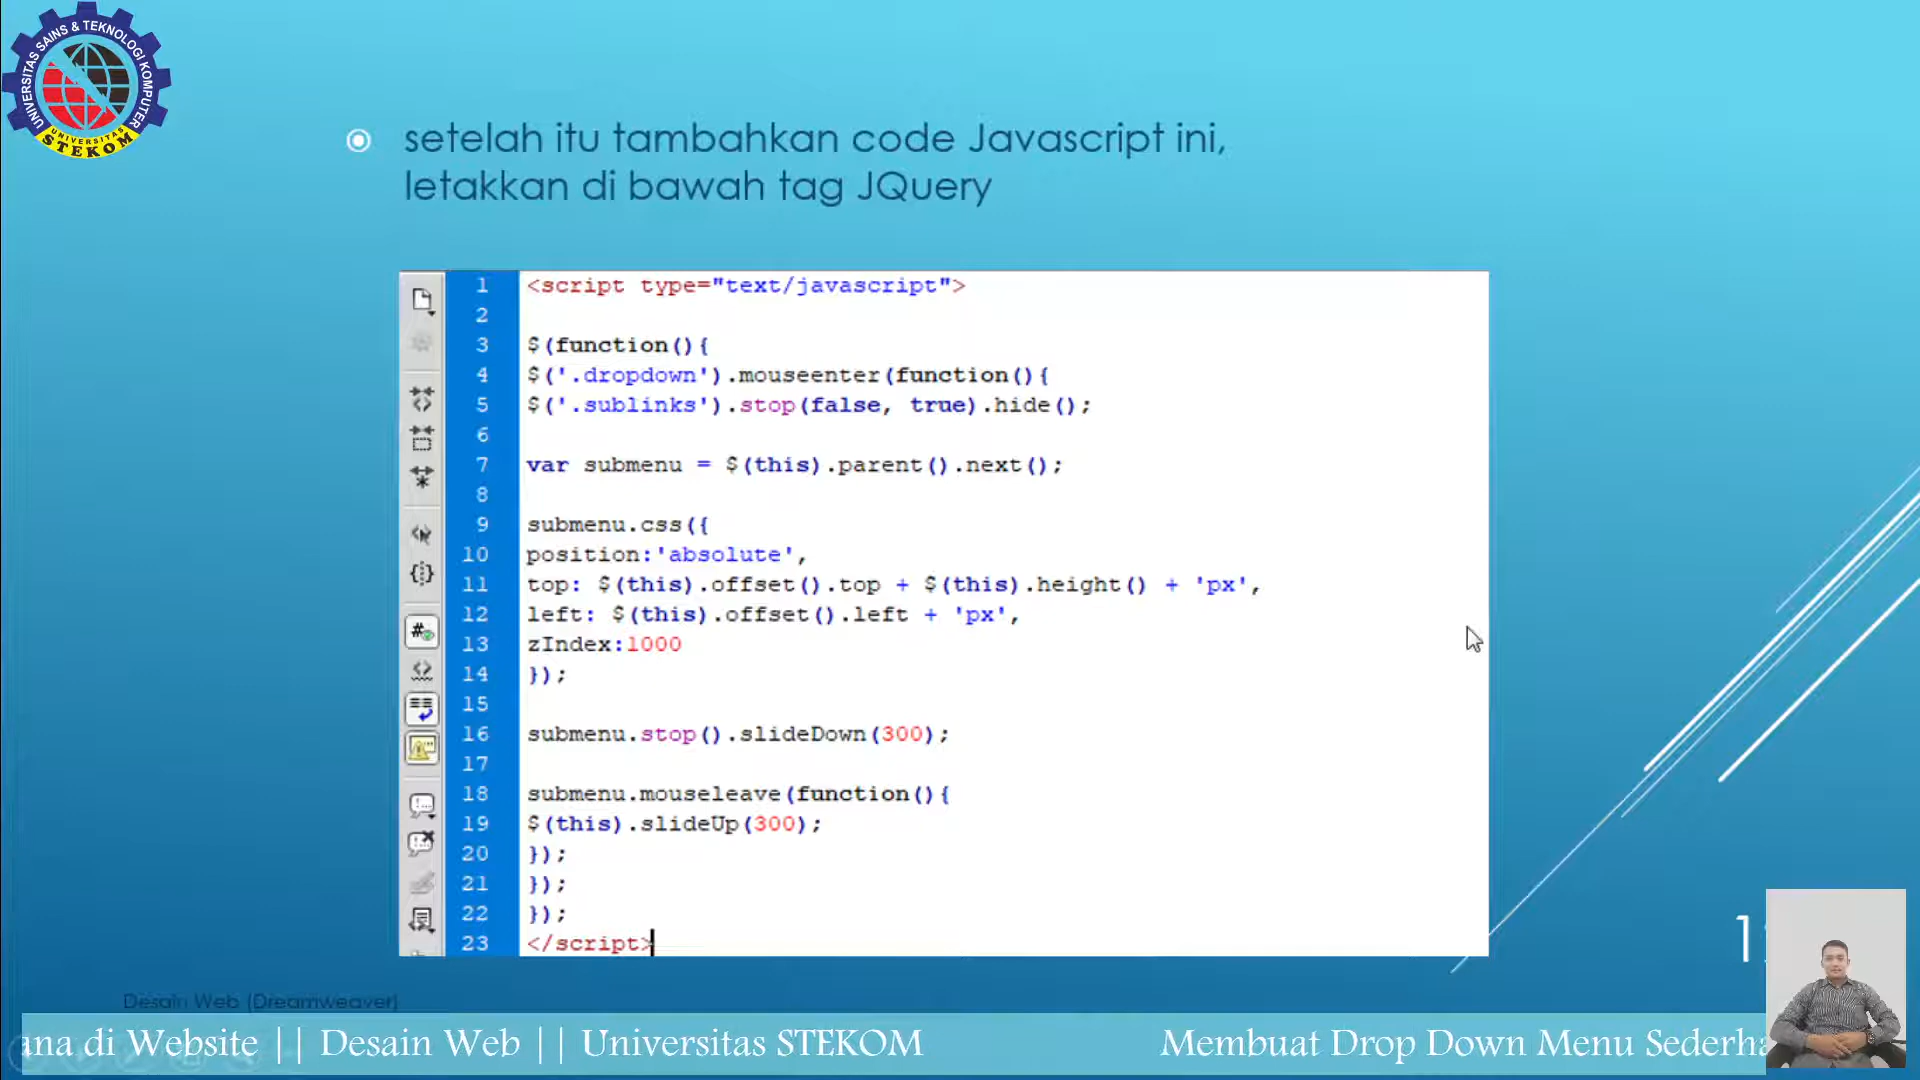 UNIVERSITAS SAINS & TEKNOLOGI KOMPUTER
UNIVERSITAS
STEKOM
setelah itu tambahkan code Javascript ini,
letakkan di bawah tag JQuery
1 <script type="text/javascript">
2
3 $(function(){
4 $('.dropdown').mouseenter(function(){
5 $('.sublinks').stop(false, true).hide();
6
7 var submenu = $(this).parent().next();
8
9 submenu.css({
10 position:'absolute',
11 top: $(this).offset().top + $(this).height() + 'px',
12 left: $(this).offset().left + 'px',
13 zIndex:1000
14 });
15
16 submenu.stop().slideDown(300);
17
18 submenu.mouseleave(function(){
19 $(this).slideUp(300);
20 });
21 });
22 });
23 </script>
Desain Web (Dreamweaver)
ana di Website || Desain Web || Universitas STEKOM Membuat Drop Down Menu Sederha